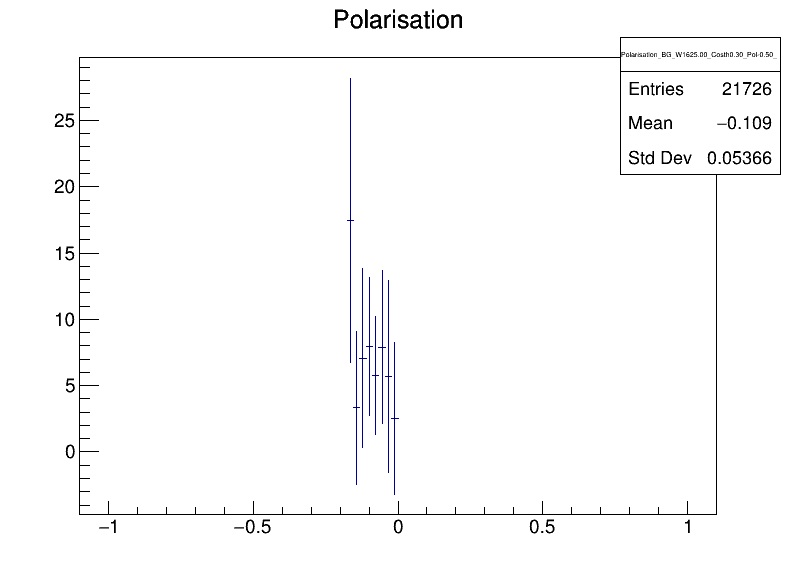 Polarisation
Polarisation_BG_W1625.00_Costh0.30_Pol-0.50_
Entries 21726
Mean −0.109
Std Dev 0.05366
25
20
15
10
5
0
−1 −0.5 0 0.5 1